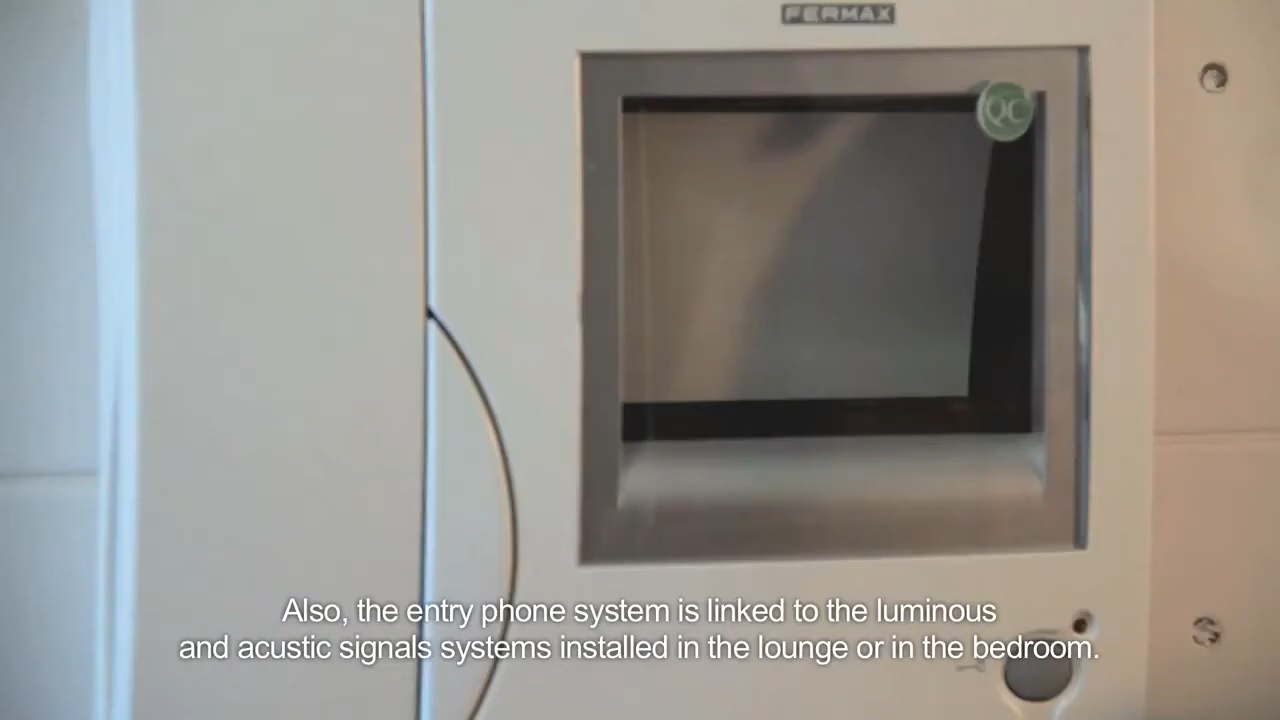 FERMAX
QC
Also, the entry phone system is linked to the luminous
and acustic signals systems installed in the lounge or in the bedroom.